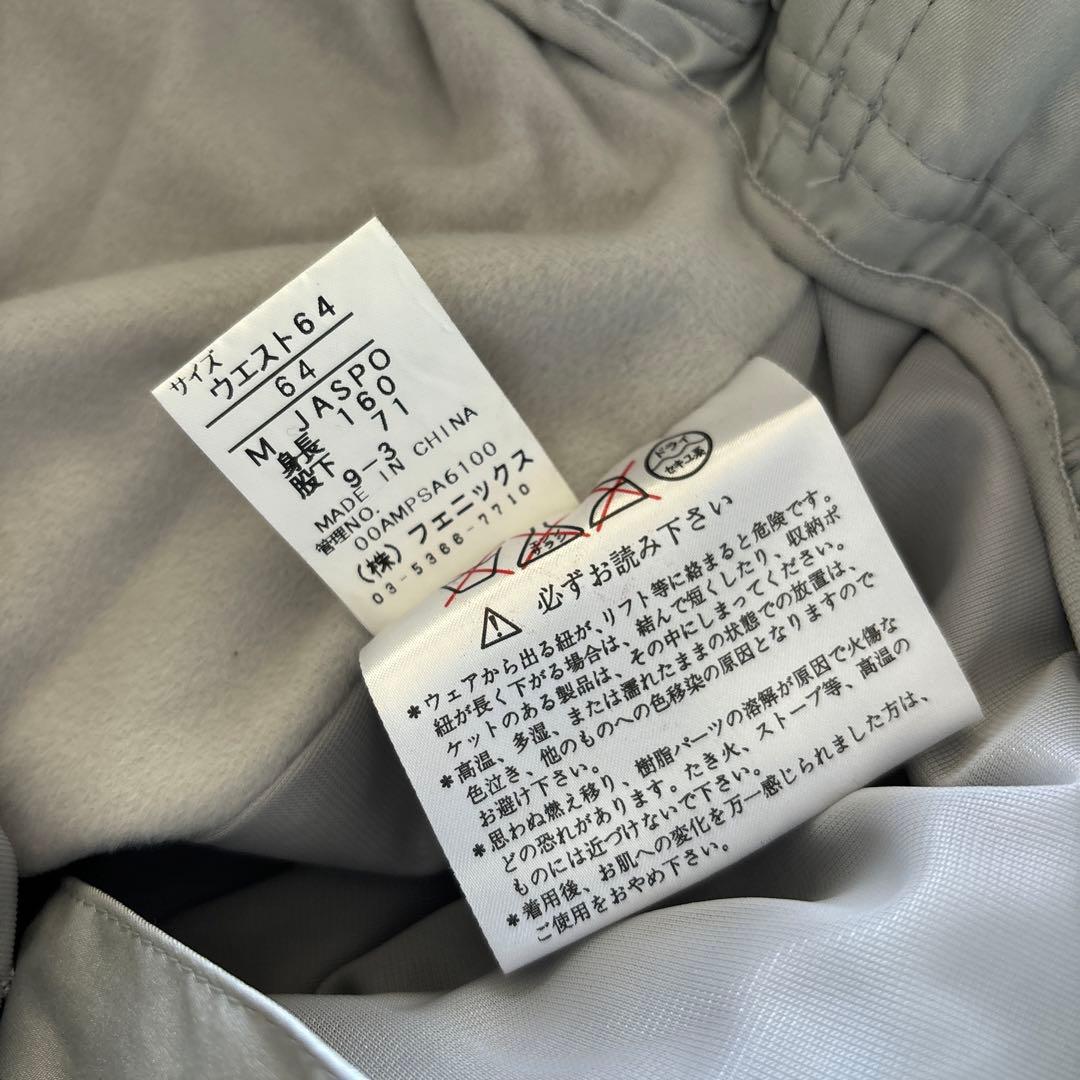 サイズ
ウエスト64
64
M JASPO
身長 160
股下 71
9-3
MADE IN CHINA
管理NO.
00AMPSA6100
(株)フェニックス
03-5366-7710
ドライ
セキユ系
⚠ 必ずお読み下さい
*ウェアから出る紐が、リフト等に絡まると危険です。
紐が長く下がる場合は、結んで短くしたり、収納ポ
ケットのある製品は、その中にしまってください。
*高温、多湿、または濡れたままの状態での放置は、
色泣き、他のものへの色移染の原因となりますので
お避け下さい。
*思わぬ燃え移り、樹脂パーツの溶解が原因で火傷な
どの恐れがあります。たき火、ストーブ等、高温の
ものには近づけないで下さい。
*着用後、お肌への変化を万一感じられました方は、
ご使用をおやめ下さい。